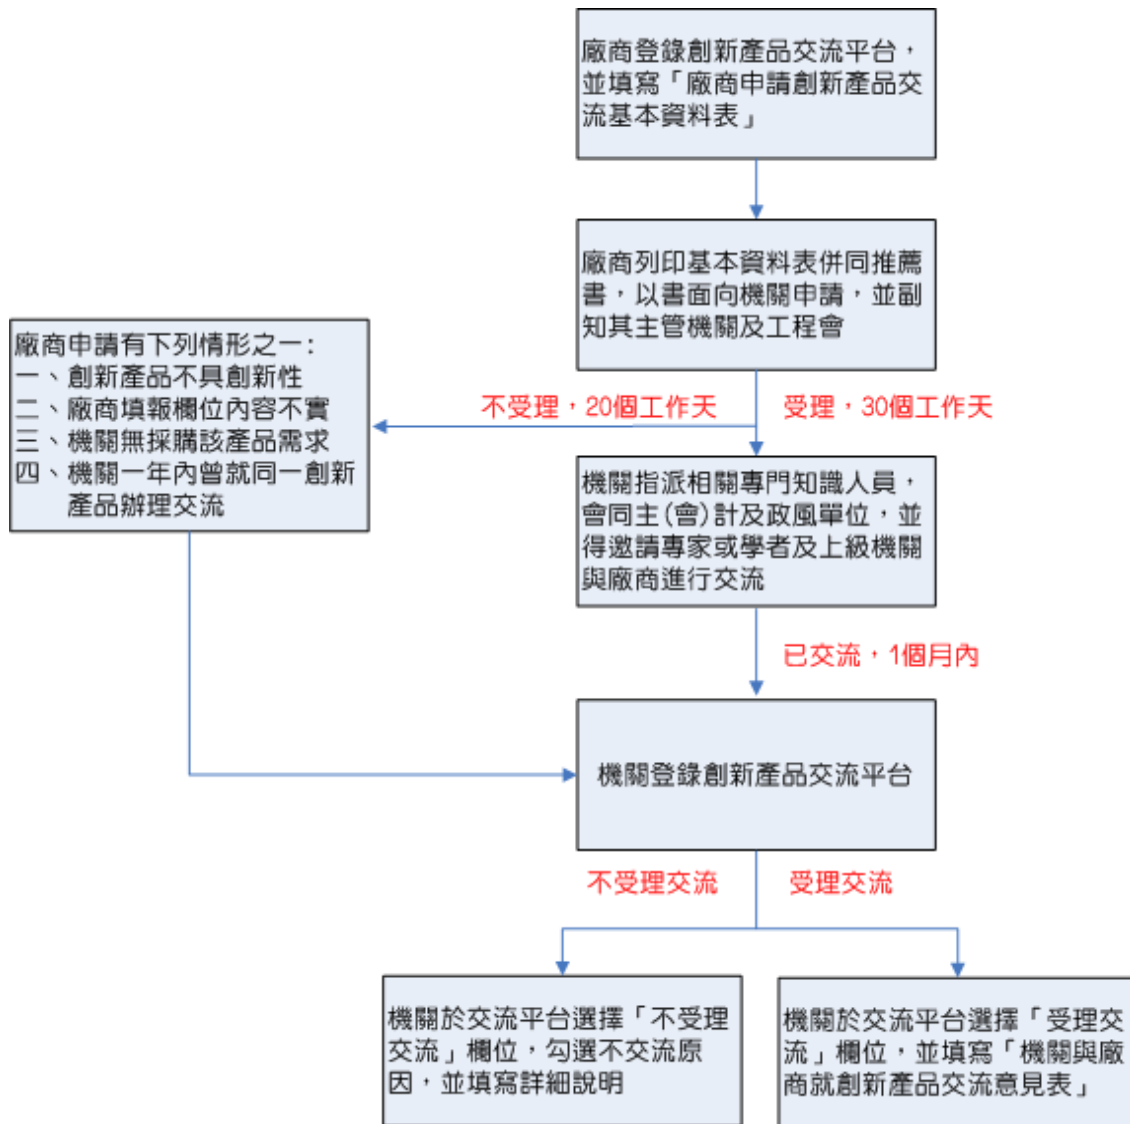 廠商登錄創新產品交流平台，
並填寫「廠商申請創新產品交
流基本資料表」
廠商列印基本資料表併同推薦
書，以書面向機關申請，並副
知其主管機關及工程會
廠商申請有下列情形之一:
一、創新產品不具創新性
二、廠商填報欄位內容不實
三、機關無採購該產品需求
四、機關一年內曾就同一創新
產品辦理交流
不受理，20個工作天
受理，30個工作天
機關指派相關專門知識人員，
會同主(會)計及政風單位，並
得邀請專家或學者及上級機關
與廠商進行交流
已交流，1個月內
機關登錄創新產品交流平台
不受理交流
受理交流
機關於交流平台選擇「不受理
交流」欄位，勾選不交流原
因，並填寫詳細說明
機關於交流平台選擇「受理交
流」欄位，並填寫「機關與廠
商就創新產品交流意見表」